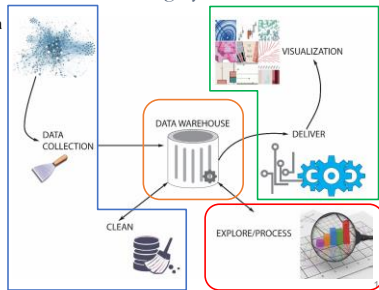 VISUALIZATION
DATA
COLLECTION
DATA WAREHOUSE
DELIVER
CLEAN
EXPLORE/PROCESS